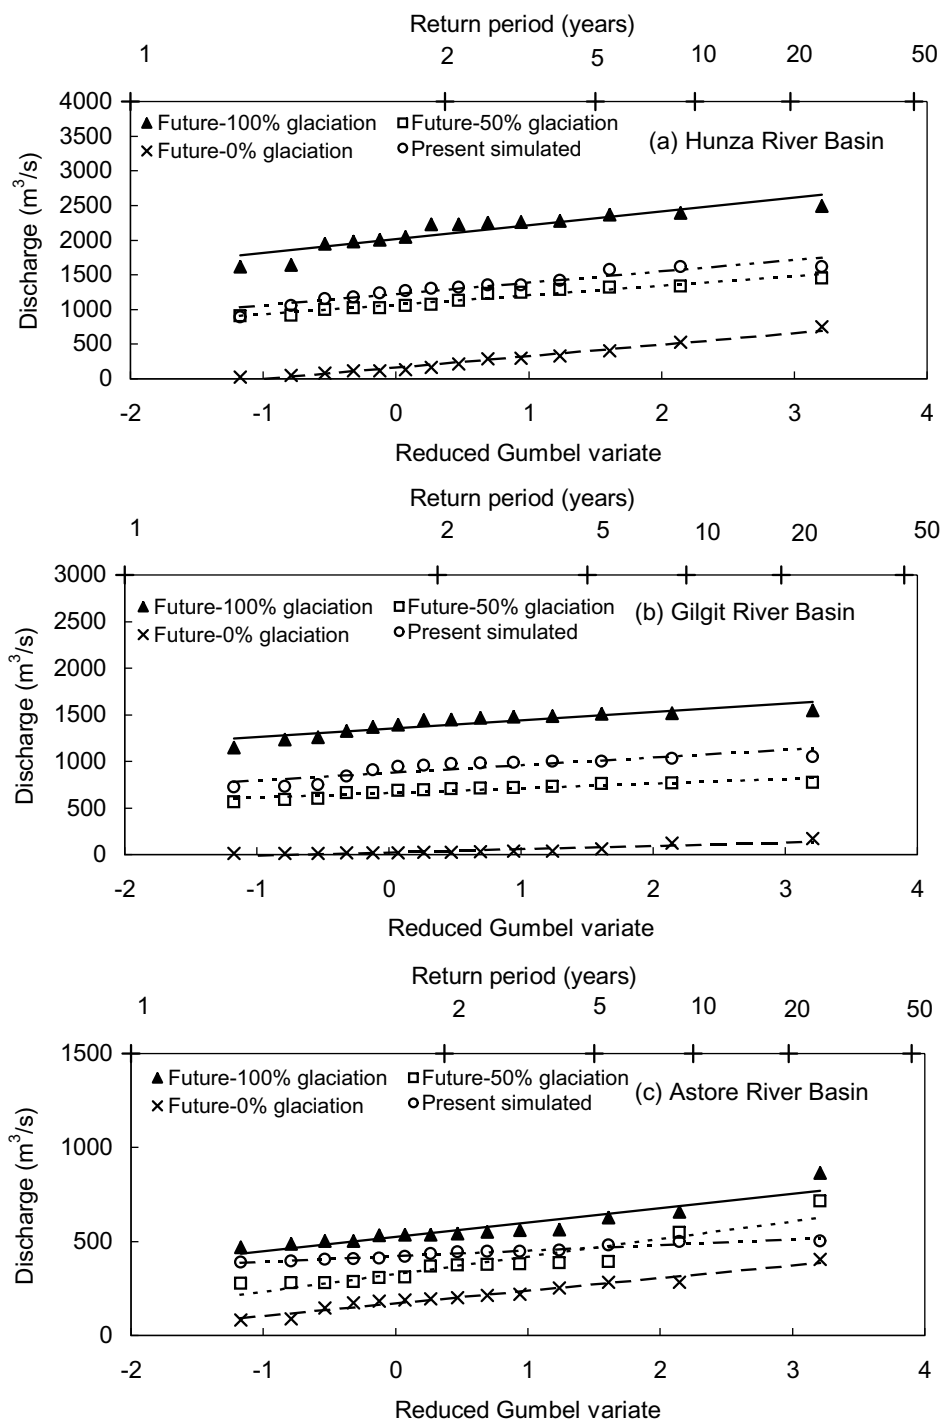 Return period (years)
1 2 5 10 20 50
4000
▲ Future-100% glaciation □ Future-50% glaciation
× Future-0% glaciation ○ Present simulated
(a) Hunza River Basin
3500
3000
2500
2000
1500
1000
500
0
Discharge (m³/s)
-2 -1 0 1 2 3 4
Reduced Gumbel variate
Return period (years)
1 2 5 10 20 50
3000
▲ Future-100% glaciation □ Future-50% glaciation
× Future-0% glaciation ○ Present simulated
(b) Gilgit River Basin
2500
2000
1500
1000
500
0
Discharge (m³/s)
-2 -1 0 1 2 3 4
Reduced Gumbel variate
Return period (years)
1 2 5 10 20 50
1500
▲ Future-100% glaciation □ Future-50% glaciation
× Future-0% glaciation ○ Present simulated
(c) Astore River Basin
1000
500
0
Discharge (m³/s)
-2 -1 0 1 2 3 4
Reduced Gumbel variate